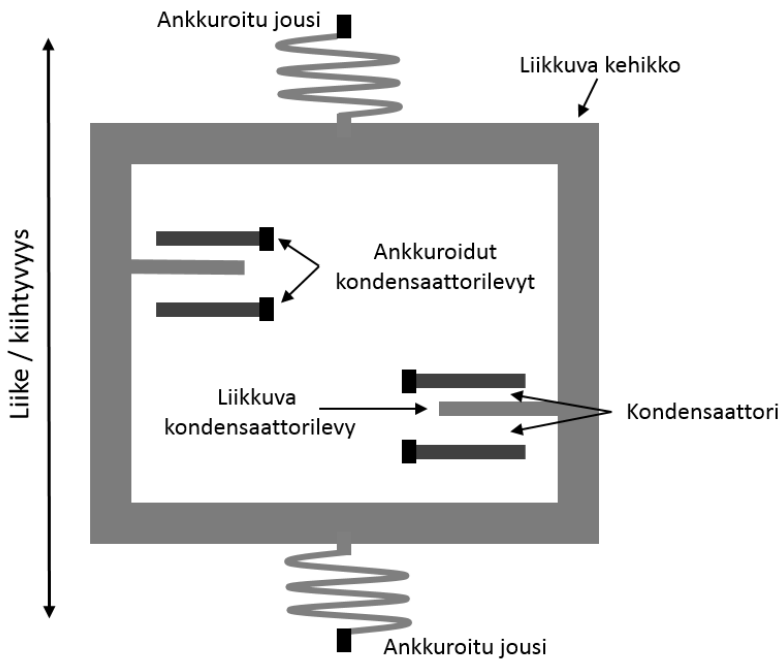 Ankkuroitu jousi
Liikkuva kehikko
Liike / kiihtyvyys
Ankkuroidut
kondensaattorilevyt
Liikkuva
kondensaattorilevy
Kondensaattori
Ankkuroitu jousi